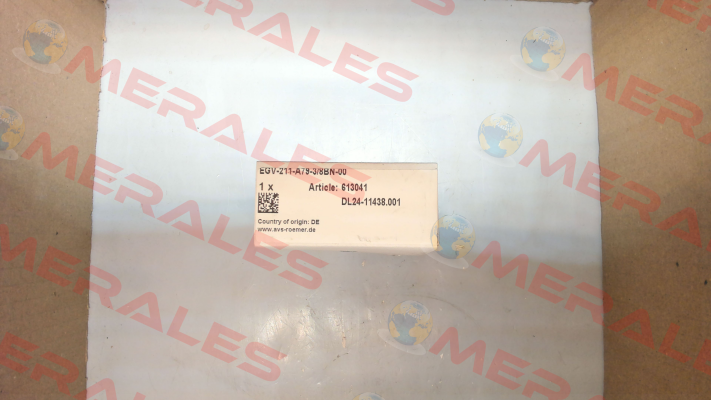 EGV-211-A79-3/8BN-00
1 x Article: 613041
DL24-11438.001
Country of origin: DE
www.avs-roemer.de
MERALES
MERALES
MERALES
MERALES
MERALES
MERALES